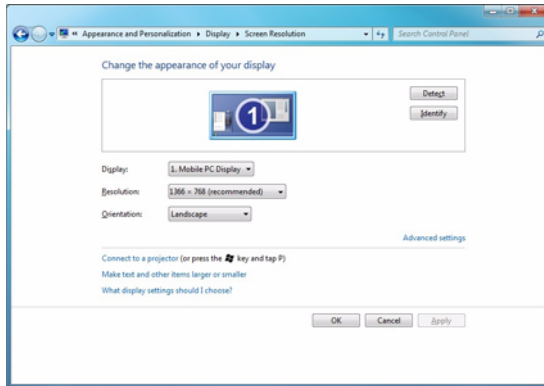 « Appearance and Personalization ▸ Display ▸ Screen Resolution
Search Control Panel
Change the appearance of your display
1
Detect
Identify
Display:
1. Mobile PC Display
Resolution:
1366 × 768 (recommended)
Orientation:
Landscape
Advanced settings
Connect to a projector (or press the key and tap P)
Make text and other items larger or smaller
What display settings should I choose?
OK
Cancel
Apply